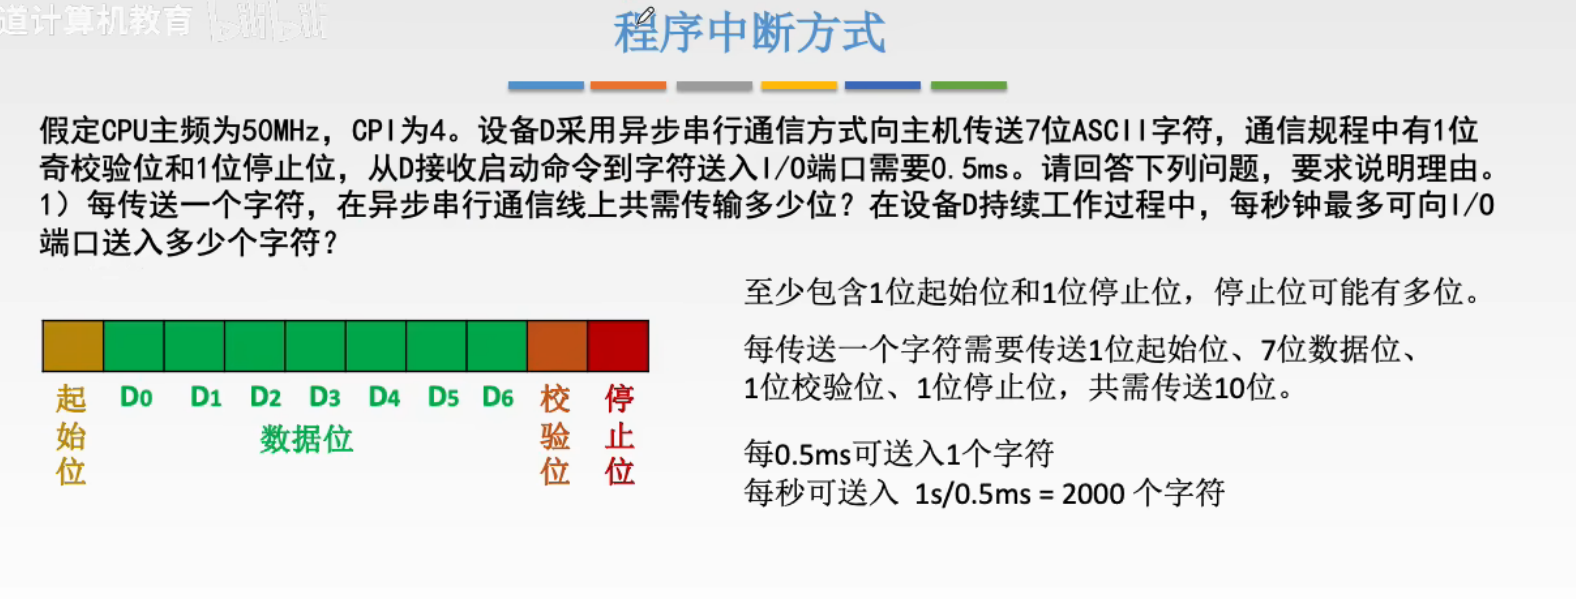 道计算机教育 bilibili
程序中断方式
假定CPU主频为50MHz，CPI为4。设备D采用异步串行通信方式向主机传送7位ASCII字符，通信规程中有1位
奇校验位和1位停止位，从D接收启动命令到字符送入I/O端口需要0.5ms。请回答下列问题，要求说明理由。
1）每传送一个字符，在异步串行通信线上共需传输多少位？在设备D持续工作过程中，每秒钟最多可向I/O
端口送入多少个字符？
至少包含1位起始位和1位停止位，停止位可能有多位。
每传送一个字符需要传送1位起始位、7位数据位、
1位校验位、1位停止位，共需传送10位。
每0.5ms可送入1个字符
每秒可送入 1s/0.5ms = 2000 个字符
起始位
D0 D1 D2 D3 D4 D5 D6
数据位
校验位
停止位